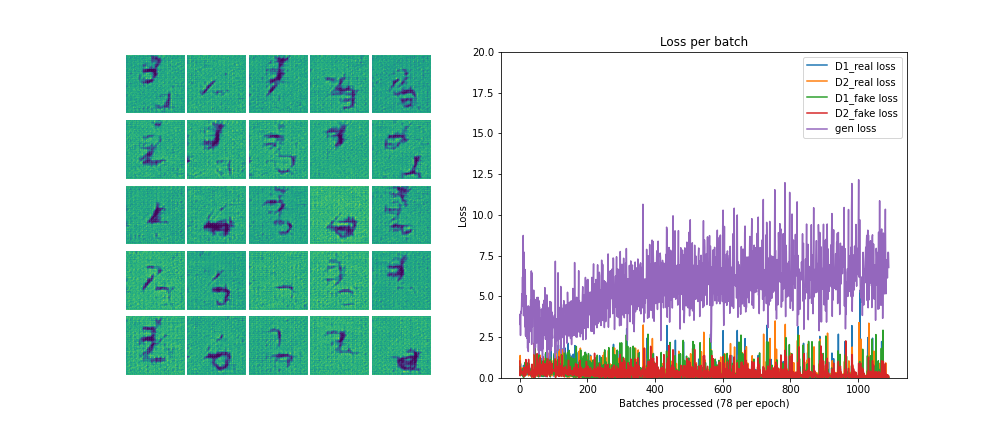 Loss per batch
20.0
17.5
15.0
12.5
10.0
7.5
5.0
2.5
0.0
Loss
D1_real loss
D2_real loss
D1_fake loss
D2_fake loss
gen loss
0 200 400 600 800 1000
Batches processed (78 per epoch)